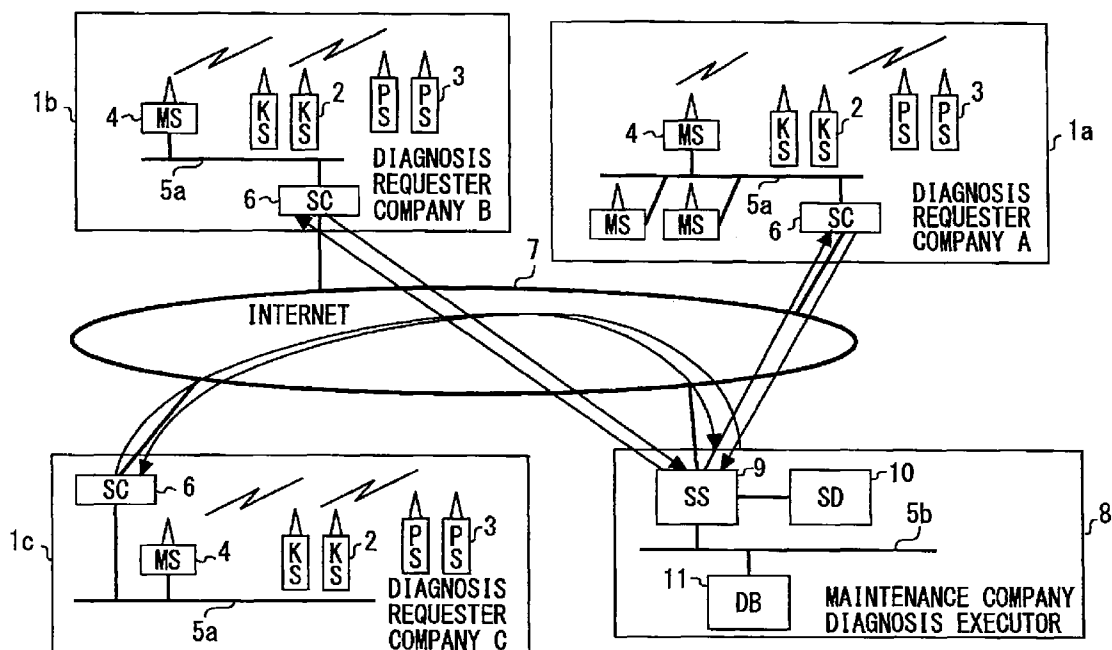 1b
4
MS
KS
KS
2
PS
PS
3
5a
DIAGNOSIS
REQUESTER
COMPANY B
6
SC
4
MS
KS
KS
2
PS
PS
3
1a
5a
MS
MS
6
SC
DIAGNOSIS
REQUESTER
COMPANY A
7
INTERNET
SC
6
1c
MS
4
KS
KS
2
PS
PS
3
5a
DIAGNOSIS
REQUESTER
COMPANY C
SS
9
SD
10
5b
8
11
DB
MAINTENANCE COMPANY
DIAGNOSIS EXECUTOR